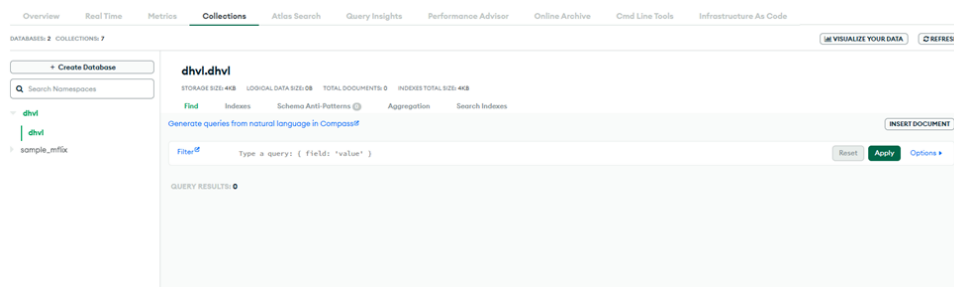 Overview Real Time Metrics Collections Atlas Search Query Insights Performance Advisor Online Archive Cmd Line Tools Infrastructure As Code
DATABASES: 2 COLLECTIONS: 7
VISUALIZE YOUR DATA
REFRES
+ Create Database
Search Namespaces
dhvl
dhvl
sample_mflix
dhvl.dhvl
STORAGE SIZE: 4KB LOGICAL DATA SIZE: 0B TOTAL DOCUMENTS: 0 INDEXES TOTAL SIZE: 4KB
Find Indexes Schema Anti-Patterns 0 Aggregation Search Indexes
Generate queries from natural language in Compass
INSERT DOCUMENT
Filter Type a query: { field: 'value' } Reset Apply Options
QUERY RESULTS: 0